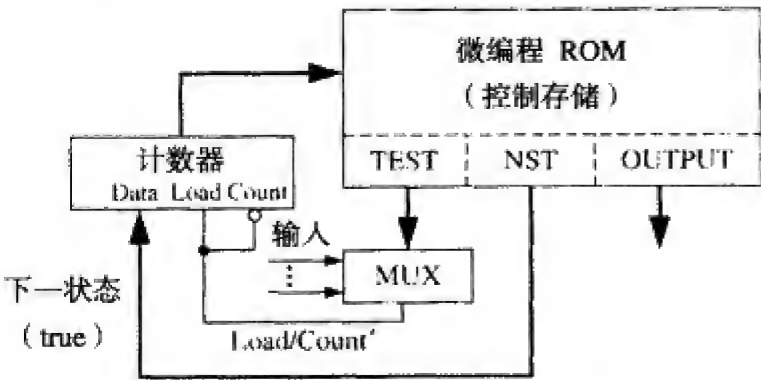 微编程 ROM
（控制存储）
TEST NST OUTPUT
计数器
Data Load Count
输入
MUX
下一状态
（true）
Load/Count'